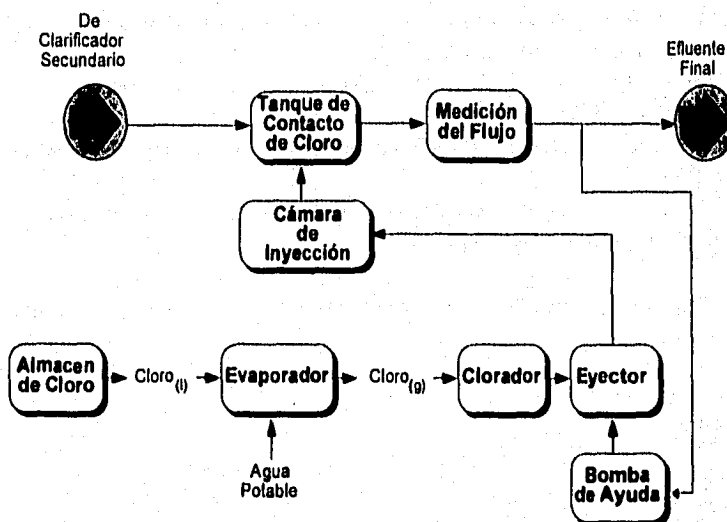 De
Clarificador
Secundario
Efluente
Final
Tanque de
Contacto
de Cloro
Medición
del Flujo
Cámara
de
Inyección
Almacen
de Cloro
Cloro(l)
Evaporador
Cloro(g)
Clorador
Eyector
Agua
Potable
Bomba
de Ayuda